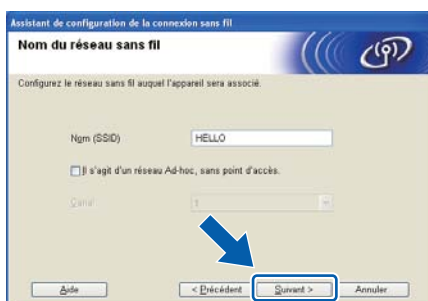 Assistant de configuration de la connexion sans fil
Nom du réseau sans fil
Configurez le réseau sans fil auquel l'appareil sera associé.
Nom (SSID) HELLO
Il s'agit d'un réseau Ad-hoc, sans point d'accès.
Canal 1
Aide < Précédent Suivant > Annuler